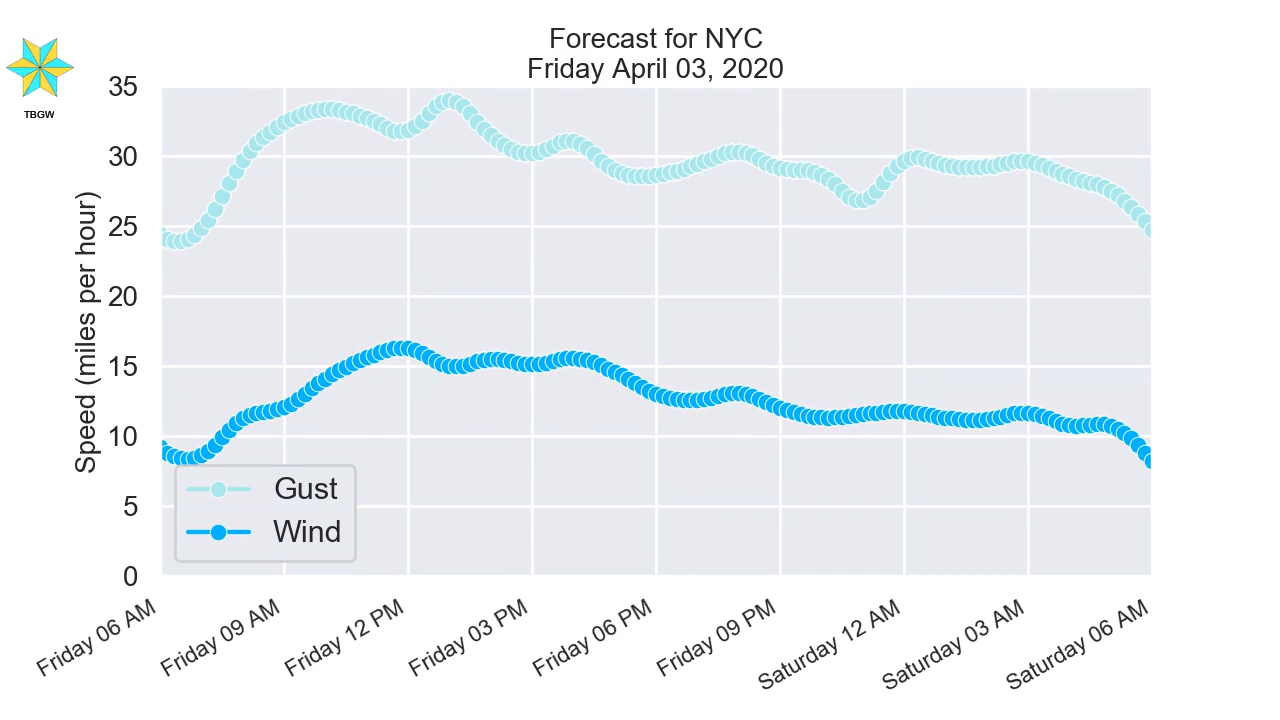 Forecast for NYC
Friday April 03, 2020
TBGW
Speed (miles per hour)
35
30
25
20
15
10
5
0
Gust
Wind
Friday 06 AM
Friday 09 AM
Friday 12 PM
Friday 03 PM
Friday 06 PM
Friday 09 PM
Saturday 12 AM
Saturday 03 AM
Saturday 06 AM